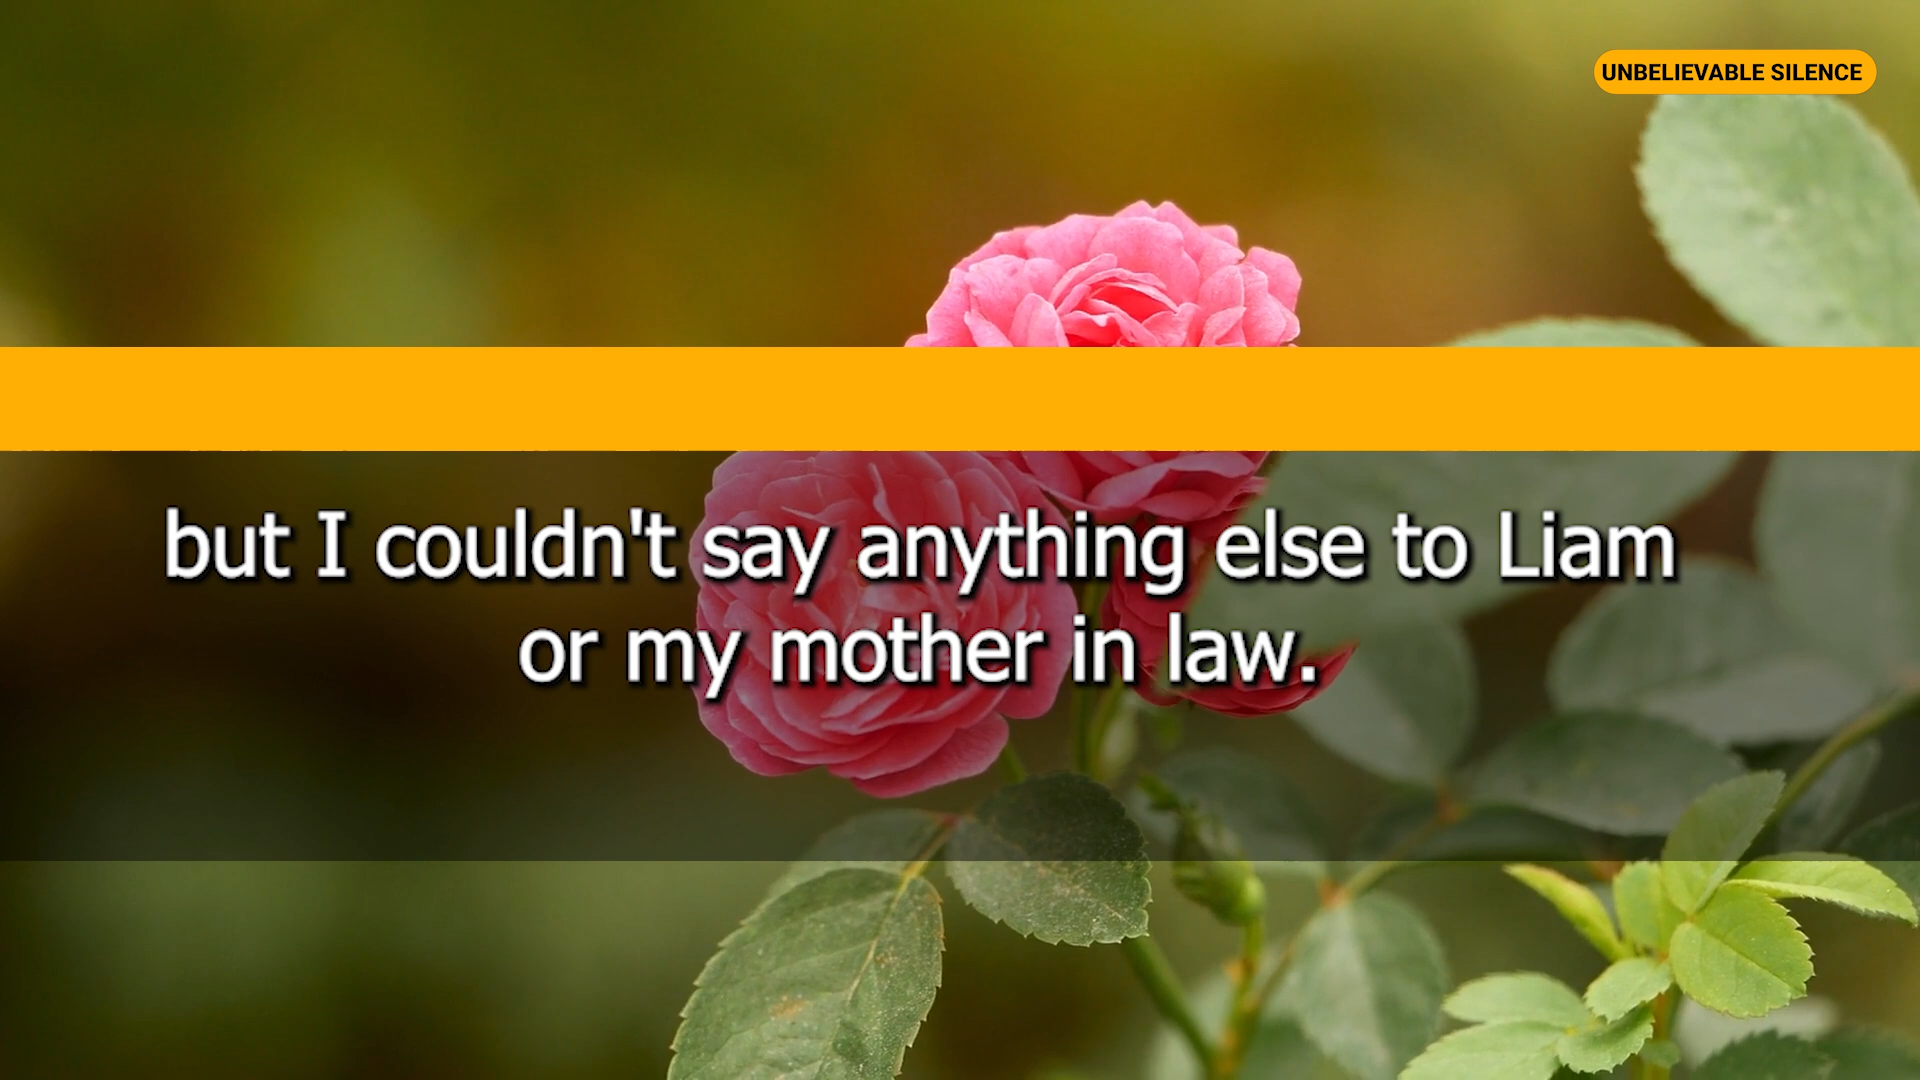 UNBELIEVABLE SILENCE
but I couldn't say anything else to Liam
or my mother in law.